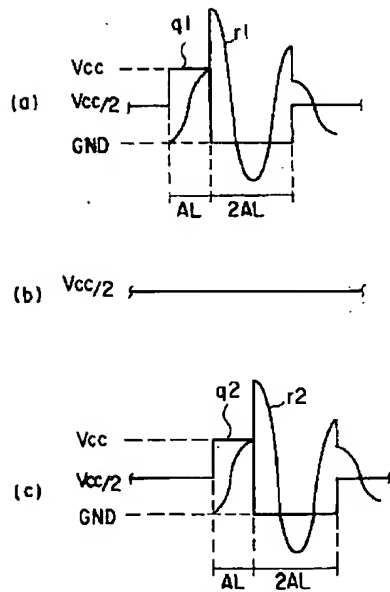 q1
r1
Vcc
(a)
Vcc/2
GND
AL
2AL
(b)
Vcc/2
q2
r2
Vcc
(c)
Vcc/2
GND
AL
2AL